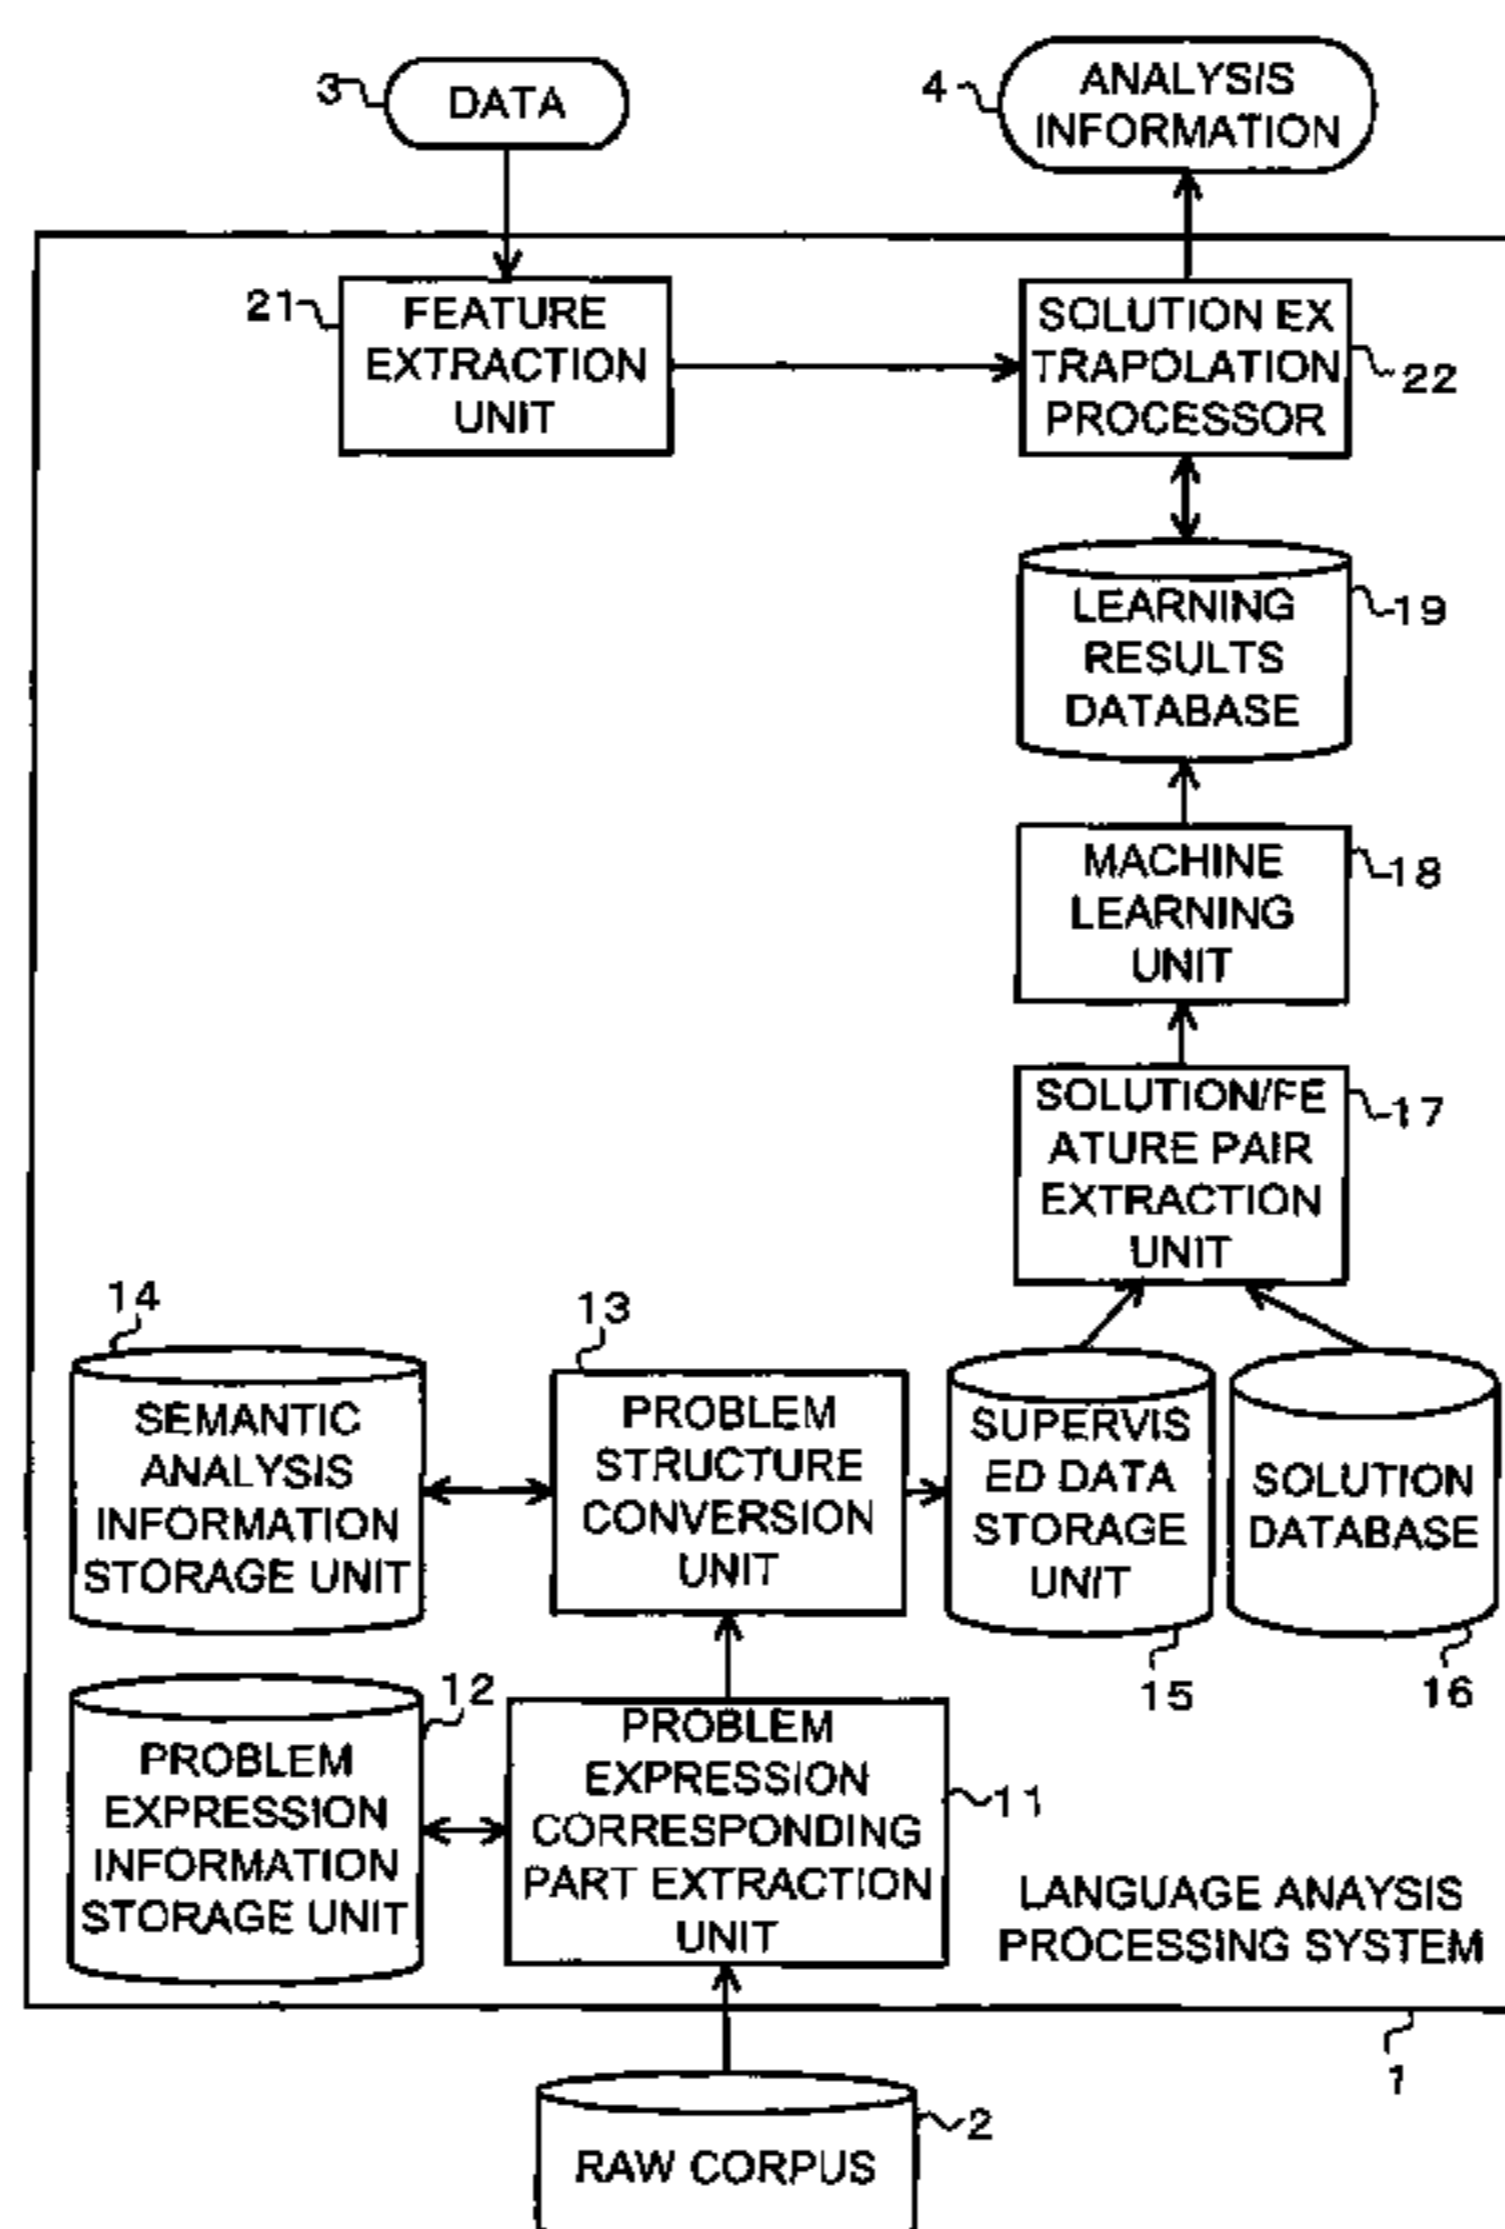 3
DATA
4
ANALYSIS
INFORMATION
21
FEATURE
EXTRACTION
UNIT
SOLUTION EX
TRAPOLATION
PROCESSOR
22
LEARNING
RESULTS
DATABASE
19
MACHINE
LEARNING
UNIT
18
SOLUTION/FE
ATURE PAIR
EXTRACTION
UNIT
17
14
SEMANTIC
ANALYSIS
INFORMATION
STORAGE UNIT
13
PROBLEM
STRUCTURE
CONVERSION
UNIT
SUPERVIS
ED DATA
STORAGE
UNIT
15
SOLUTION
DATABASE
16
12
PROBLEM
EXPRESSION
INFORMATION
STORAGE UNIT
PROBLEM
EXPRESSION
CORRESPONDING
PART EXTRACTION
UNIT
11
LANGUAGE ANAYSIS
PROCESSING SYSTEM
1
2
RAW CORPUS